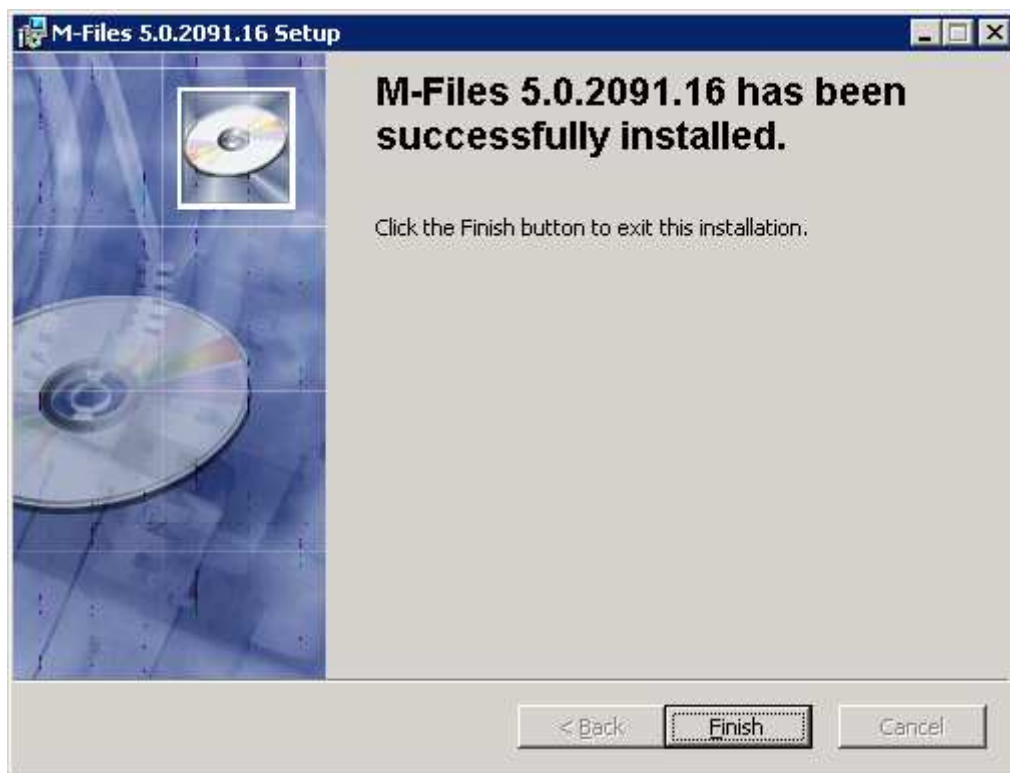 M-Files 5.0.2091.16 Setup
M-Files 5.0.2091.16 has been
successfully installed.
Click the Finish button to exit this installation.
< Back
Finish
Cancel